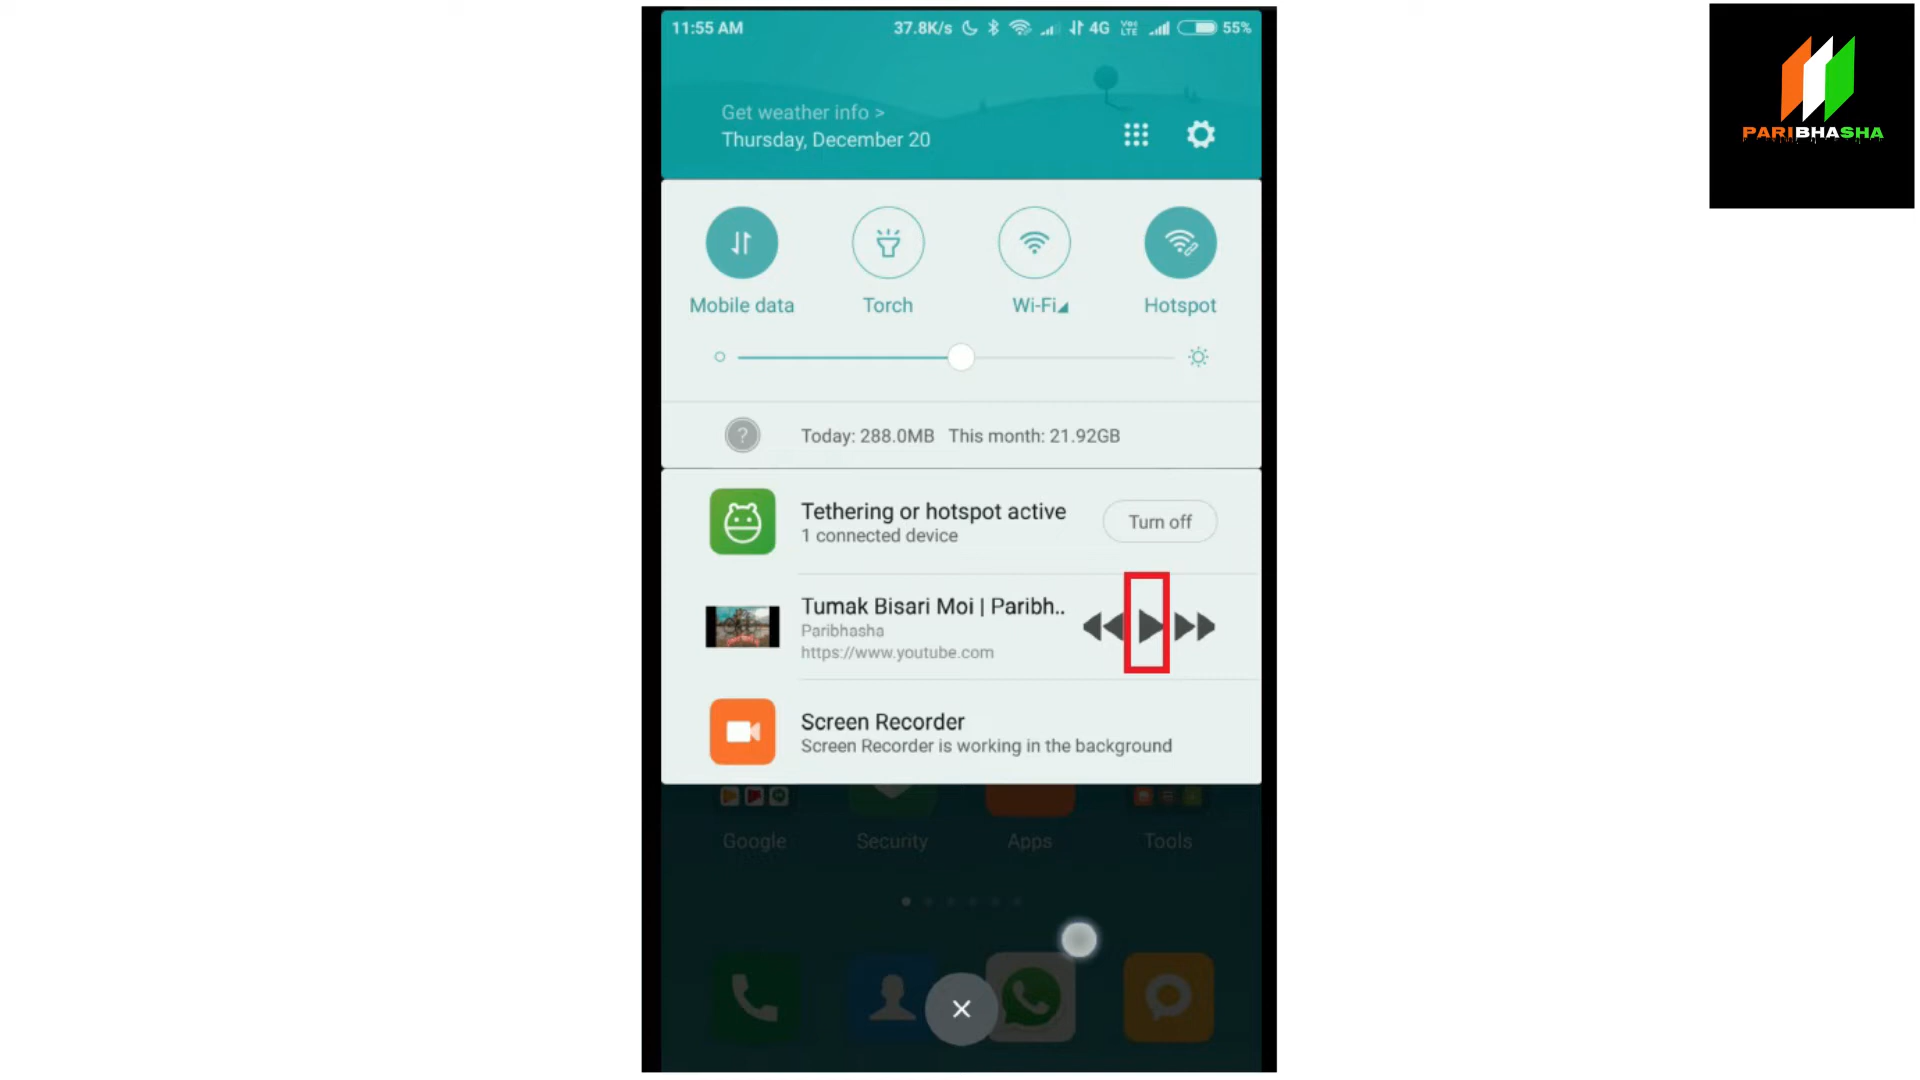 11:55 AM 37.8K/s 4G Vo) LTE 55%
Get weather info >
Thursday, December 20
PARIBHASHA
Mobile data Torch Wi-Fi Hotspot
? Today: 288.0MB This month: 21.92GB
Tethering or hotspot active
1 connected device
Turn off
Tumak Bisari Moi | Paribh..
Paribhasha
https://www.youtube.com
Screen Recorder
Screen Recorder is working in the background
Google Security Apps Tools